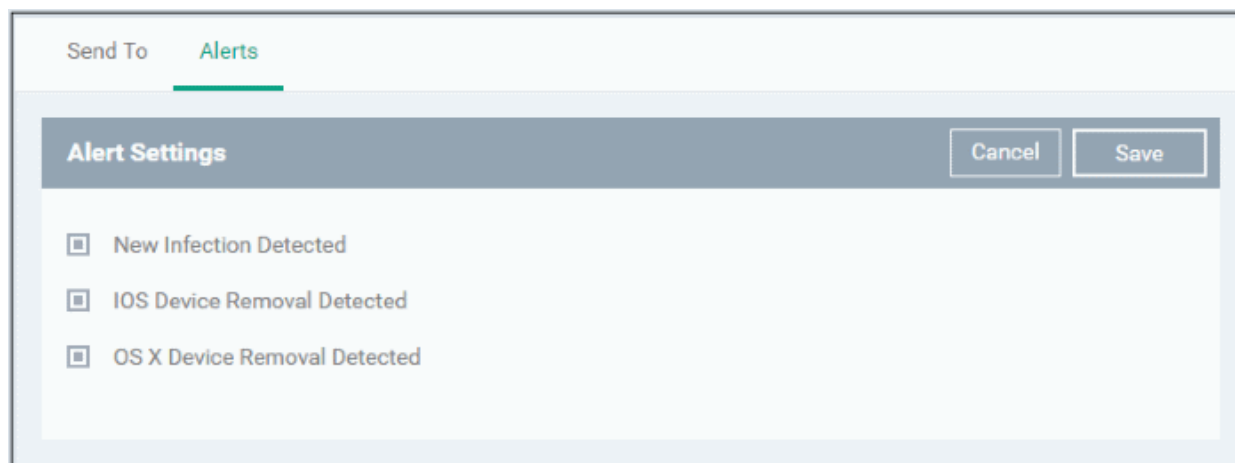 Send To Alerts
Alert Settings Cancel Save
New Infection Detected
IOS Device Removal Detected
OS X Device Removal Detected